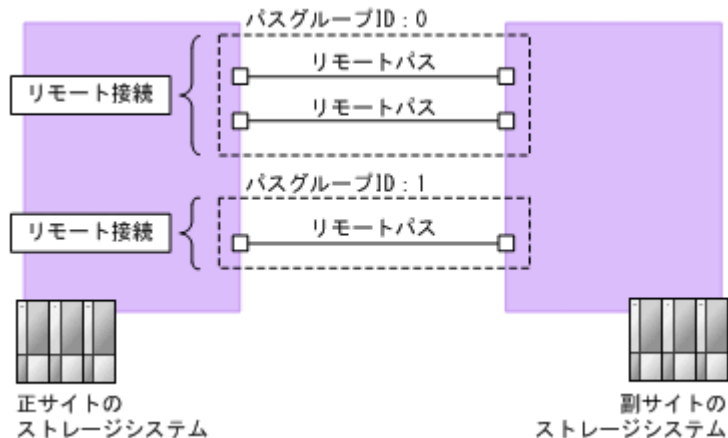 パスグループID:0
リモートパス
リモート接続
リモートパス
パスグループID:1
リモートパス
リモート接続
正サイトの
ストレージシステム
副サイトの
ストレージシステム